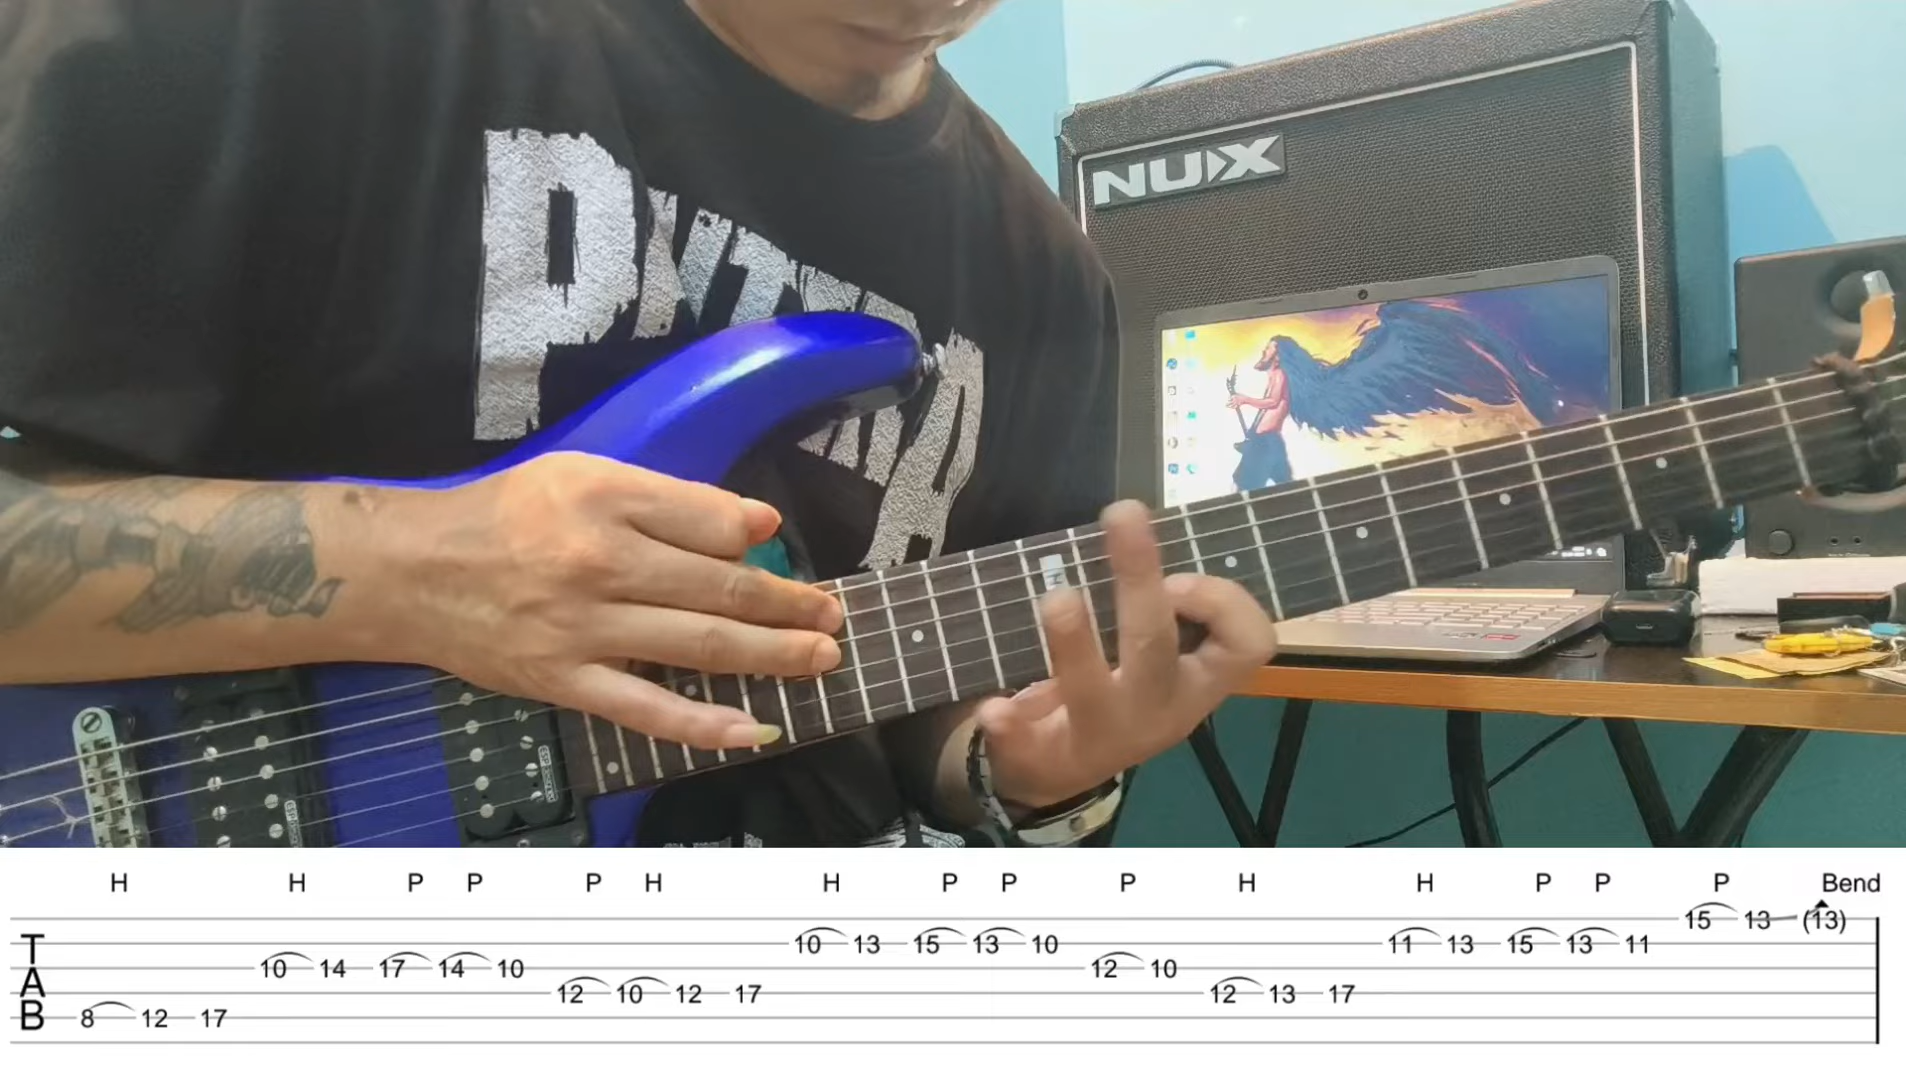 PNTERA
NUX
H
H H P P P H H P P P H H P P P Bend
15 13 (13)
10 13 15 13 10 11 13 15 13 11
T
10 14 17 14 10 12 10
A
12 10 12 17 12 13 17
B 8 12 17